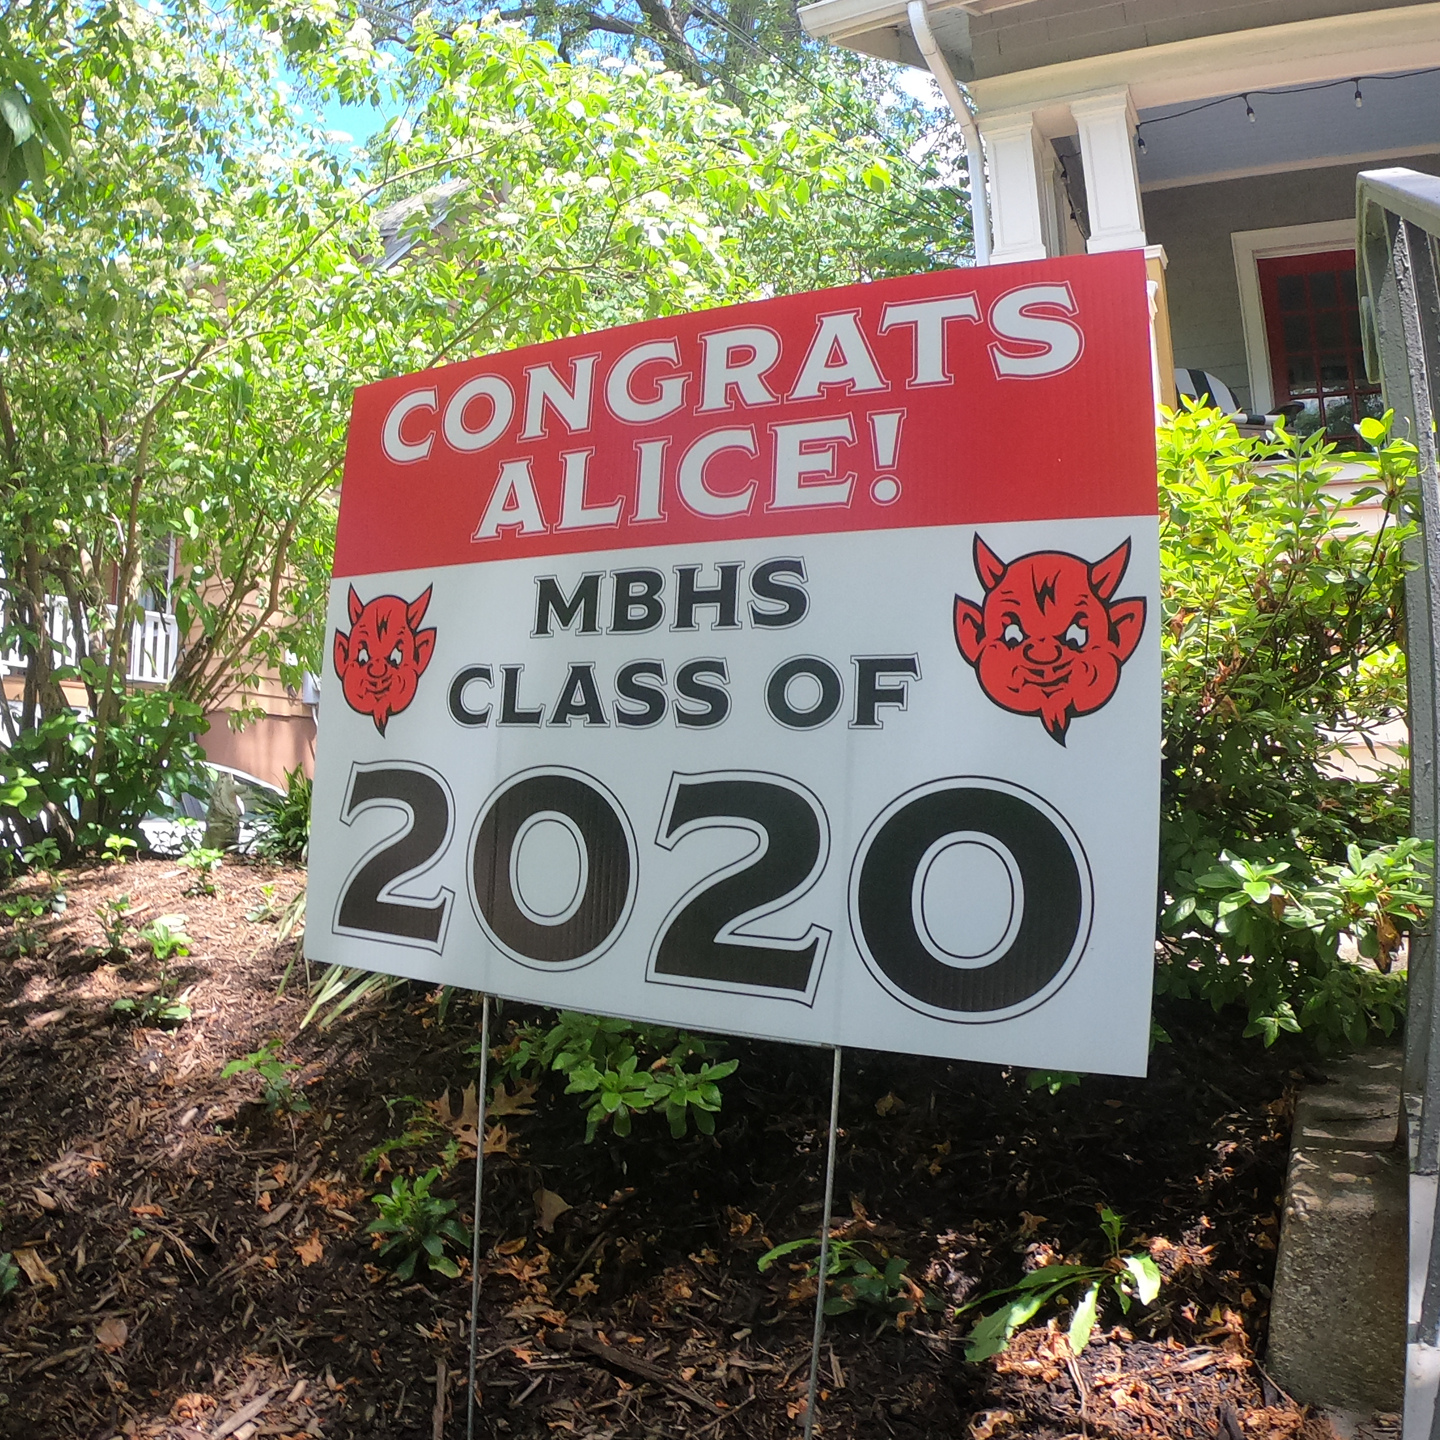 CONGRATS
ALICE!
MBHS
CLASS OF
2020